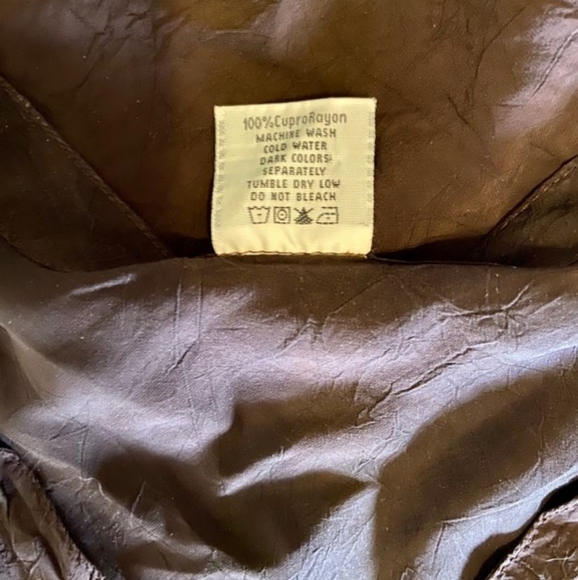 100%CuproRayon
MACHINE WASH
COLD WATER
DARK COLORS
SEPARATELY
TUMBLE DRY LOW
DO NOT BLEACH